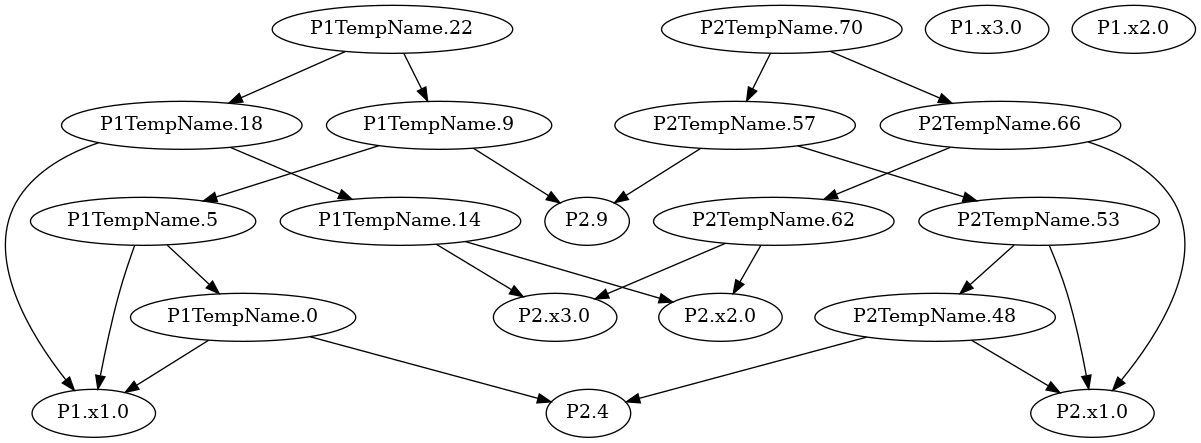 P1TempName.22
P2TempName.70
P1.x3.0
P1.x2.0
P1TempName.18
P1TempName.9
P2TempName.57
P2TempName.66
P1TempName.5
P1TempName.14
P2.9
P2TempName.62
P2TempName.53
P1TempName.0
P2.x3.0
P2.x2.0
P2TempName.48
P1.x1.0
P2.4
P2.x1.0